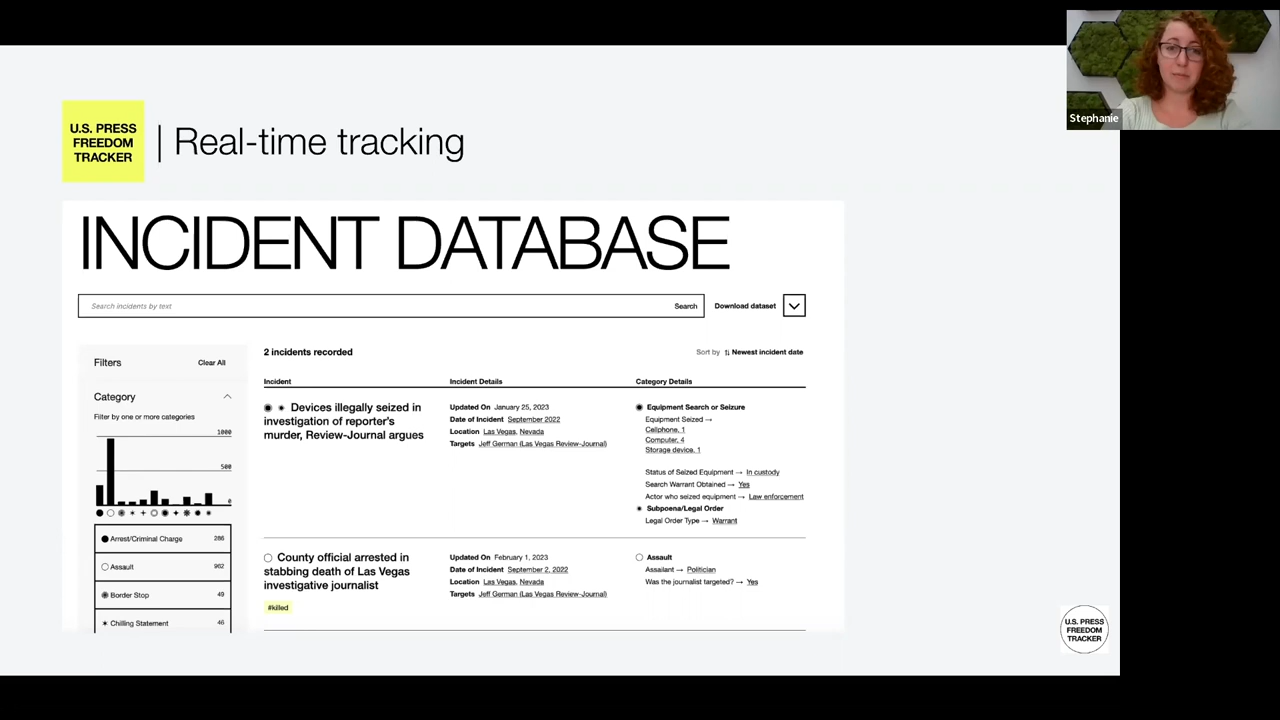 Stephanie
U.S. PRESS
FREEDOM
TRACKER
Real-time tracking
INCIDENT DATABASE
Search incidents by text
Search
Download dataset
Filters
Clear All
Category
Filter by one or more categories
1000
500
0
Arrest/Criminal Charge 286
Assault 962
Border Stop 49
Chilling Statement 46
2 incidents recorded
Sort by Newest incident date
Incident
Incident Details
Category Details
Devices illegally seized in
investigation of reporter's
murder, Review-Journal argues
Updated On January 25, 2023
Date of Incident September 2022
Location Las Vegas, Nevada
Targets Jeff German (Las Vegas Review-Journal)
Equipment Search or Seizure
Equipment Seized →
Cellphone, 1
Computer, 4
Storage device, 1
Status of Seized Equipment → In custody
Search Warrant Obtained → Yes
Actor who seized equipment → Law enforcement
Subpoena/Legal Order
Legal Order Type → Warrant
County official arrested in
stabbing death of Las Vegas
investigative journalist
#killed
Updated On February 1, 2023
Date of Incident September 2, 2022
Location Las Vegas, Nevada
Targets Jeff German (Las Vegas Review-Journal)
Assault
Assailant → Politician
Was the journalist targeted? → Yes
U.S. PRESS
FREEDOM
TRACKER